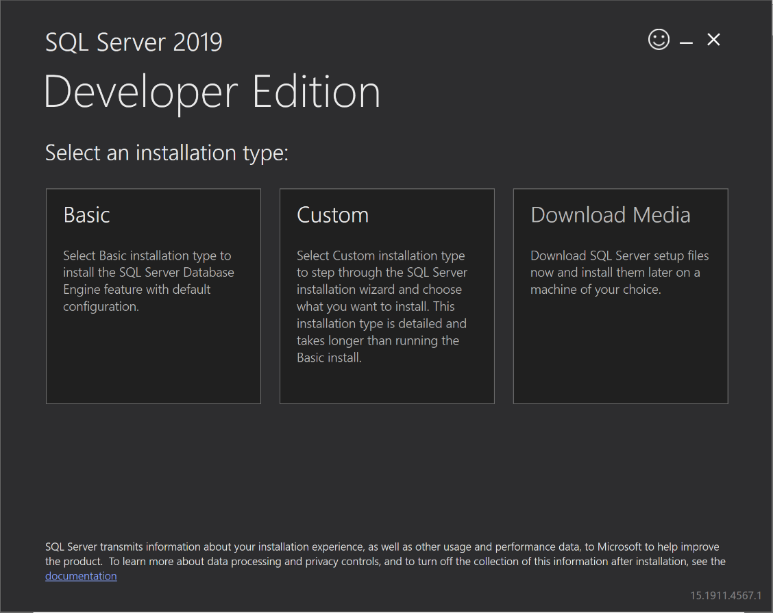 SQL Server 2019
Developer Edition
Select an installation type:
Basic
Select Basic installation type to
install the SQL Server Database
Engine feature with default
configuration.
Custom
Select Custom installation type
to step through the SQL Server
installation wizard and choose
what you want to install. This
installation type is detailed and
takes longer than running the
Basic install.
Download Media
Download SQL Server setup files
now and install them later on a
machine of your choice.
SQL Server transmits information about your installation experience, as well as other usage and performance data, to Microsoft to help improve
the product.  To learn more about data processing and privacy controls, and to turn off the collection of this information after installation, see the
documentation
15.1911.4567.1